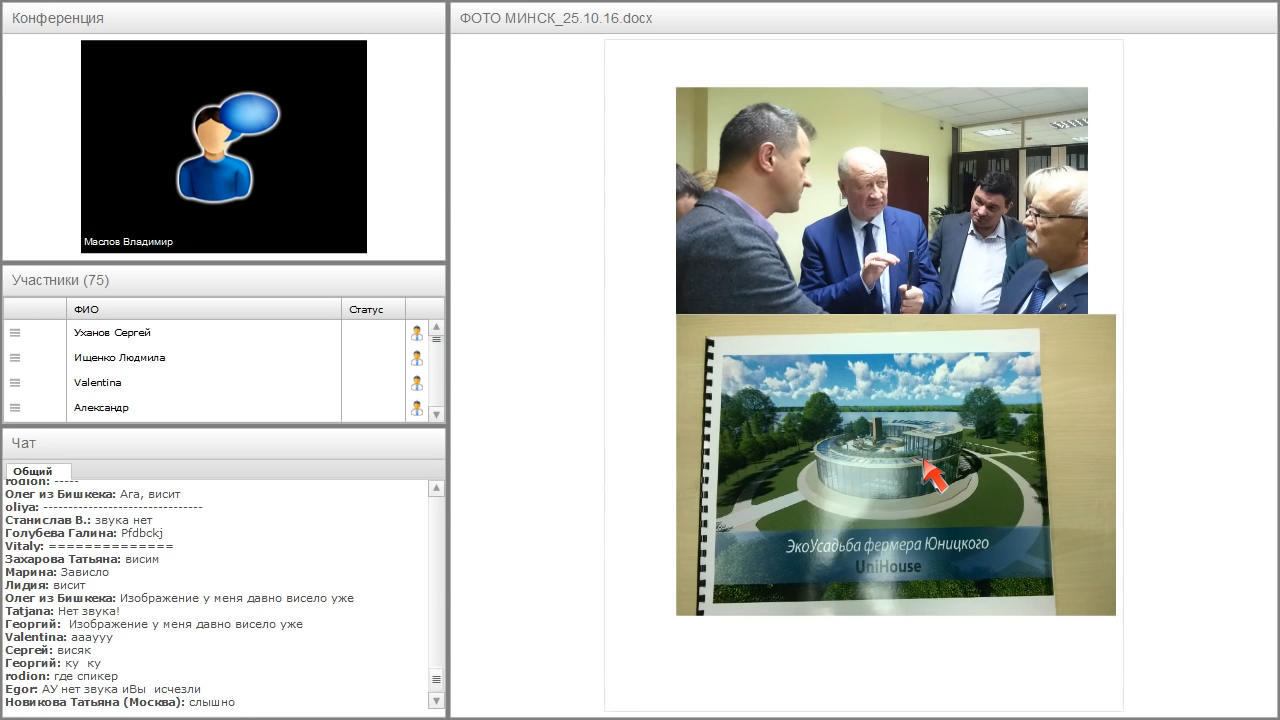 Конференция
Маслов Владимир
Участники (75)
ФИО Статус
Уханов Сергей
Ищенко Людмила
Valentina
Александр
Чат
Общий
rodion: -----
Олег из Бишкека: Ага, висит
oliya: --------------------------------
Станислав В.: звука нет
Голубева Галина: Pfdbckj
Vitaly: ==============
Захарова Татьяна: висим
Марина: Зависло
Лидия: висит
Олег из Бишкека: Изображение у меня давно висело уже
Tatjana: Нет звука!
Георгий: Изображение у меня давно висело уже
Valentina: аааууу
Сергей: висяк
Георгий: ку ку
rodion: где спикер
Egor: АУ нет звука иВы исчезли
Новикова Татьяна (Москва): слышно
ФОТО МИНСК_25.10.16.docx
ЭкоУсадьба фермера Юницкого
UniHouse